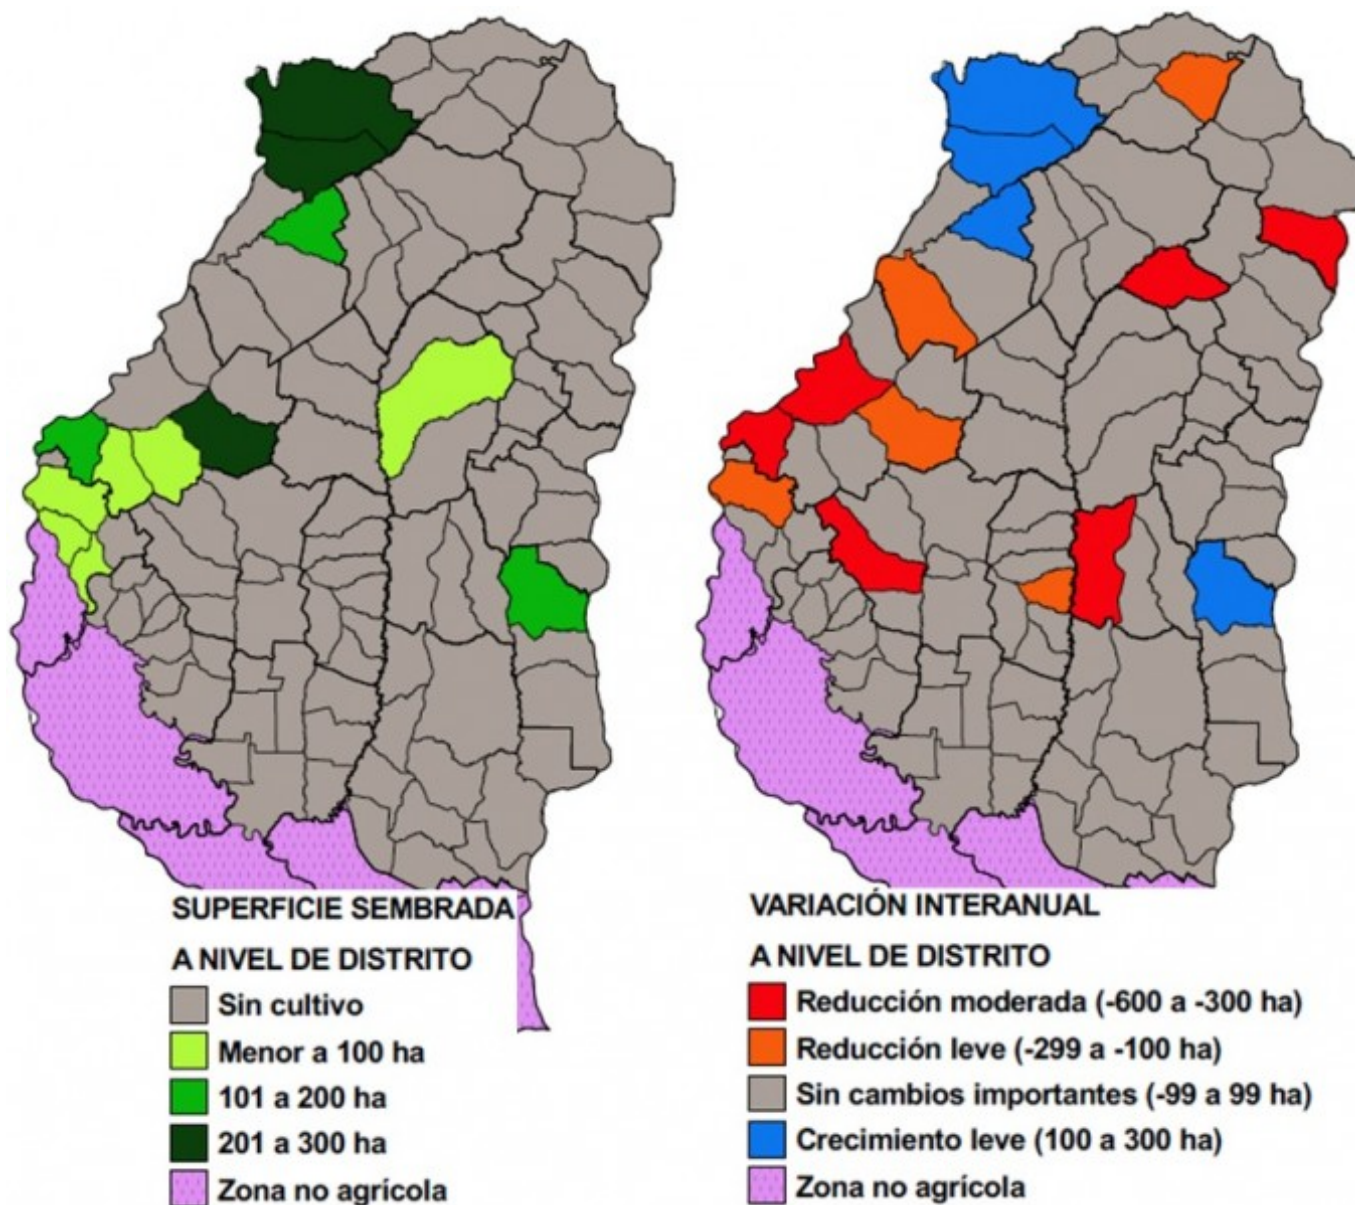 SUPERFICIE SEMBRADA
A NIVEL DE DISTRITO
Sin cultivo
Menor a 100 ha
101 a 200 ha
201 a 300 ha
Zona no agrícola
VARIACIÓN INTERANUAL
A NIVEL DE DISTRITO
Reducción moderada (-600 a -300 ha)
Reducción leve (-299 a -100 ha)
Sin cambios importantes (-99 a 99 ha)
Crecimiento leve (100 a 300 ha)
Zona no agrícola